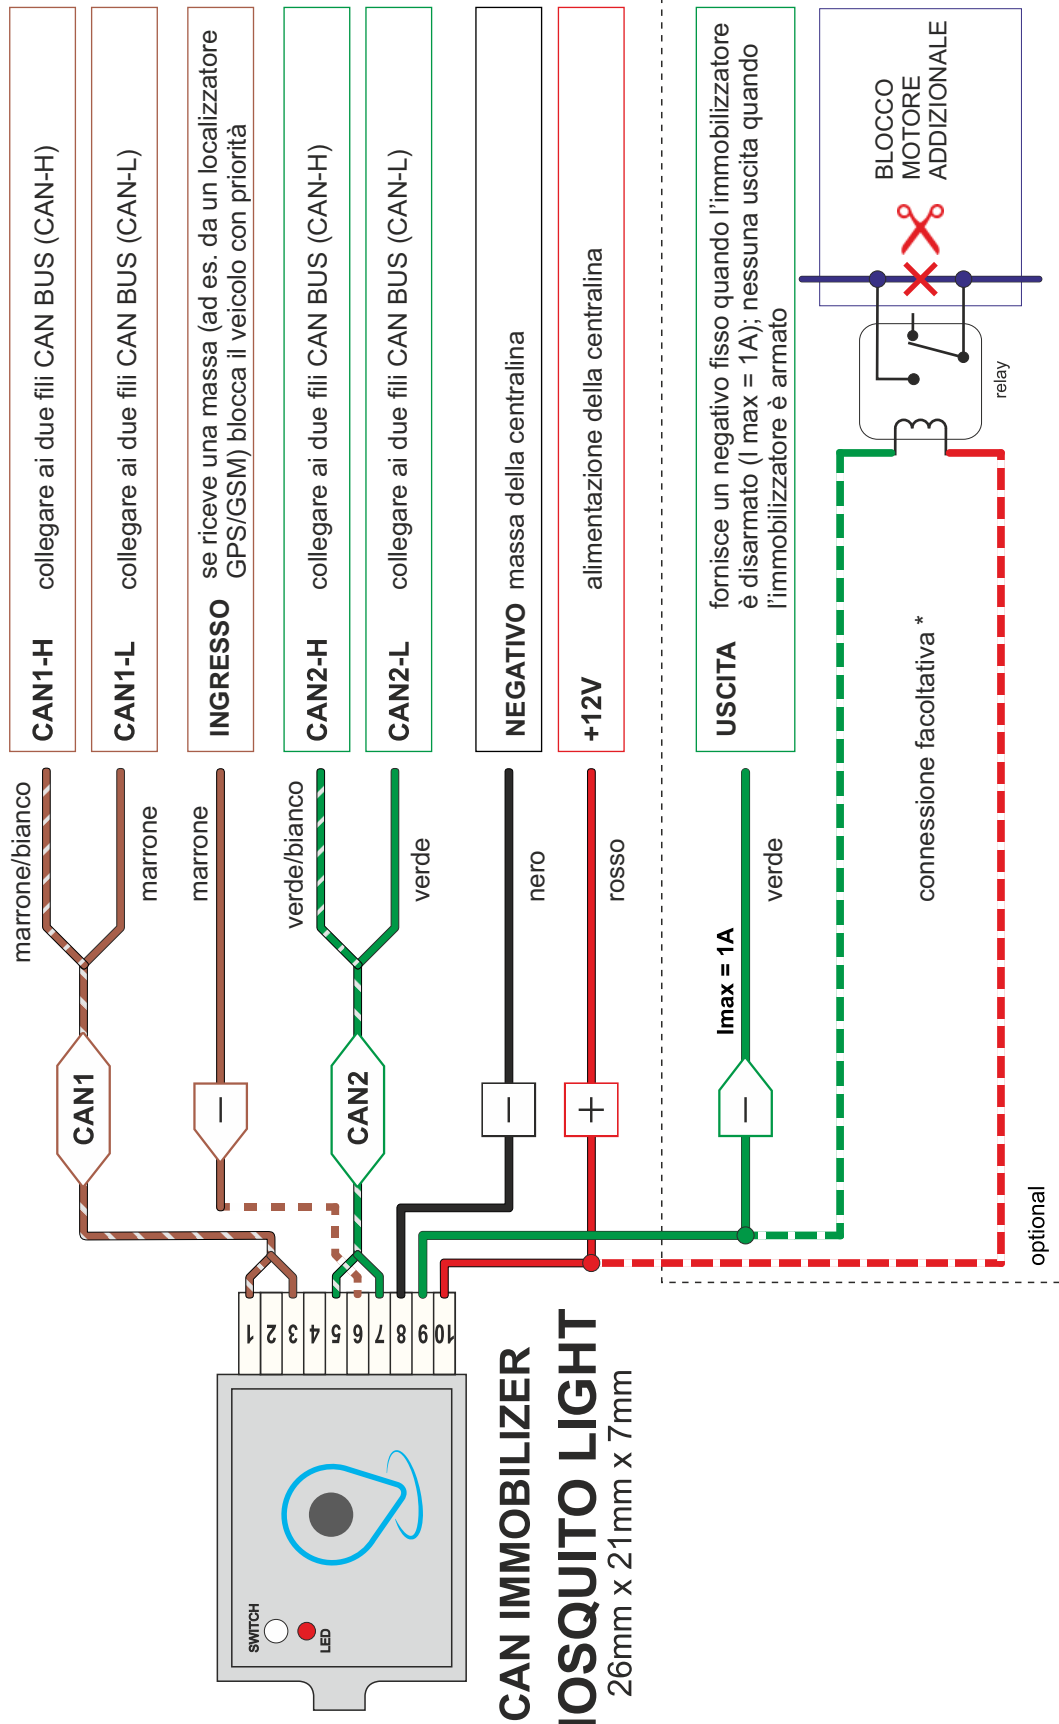 marrone/bianco
CAN1-H collegare ai due fili CAN BUS (CAN-H)
marrone
CAN1-L collegare ai due fili CAN BUS (CAN-L)
CAN1
marrone
INGRESSO se riceve una massa (ad es. da un localizzatore
GPS/GSM) blocca il veicolo con priorità
verde/bianco
CAN2-H collegare ai due fili CAN BUS (CAN-H)
verde
CAN2-L collegare ai due fili CAN BUS (CAN-L)
CAN2
nero
NEGATIVO massa della centralina
rosso
+12V alimentazione della centralina
Imax = 1A
verde
USCITA fornisce un negativo fisso quando l'immobilizzatore
è disarmato (I max = 1A); nessuna uscita quando
l'immobilizzatore è armato
BLOCCO
MOTORE
ADDIZIONALE
relay
connessione facoltativa *
optional
1
2
3
4
5
6
7
8
9
10
SWITCH
LED
CAN IMMOBILIZER
IOSQUITO LIGHT
26mm x 21mm x 7mm